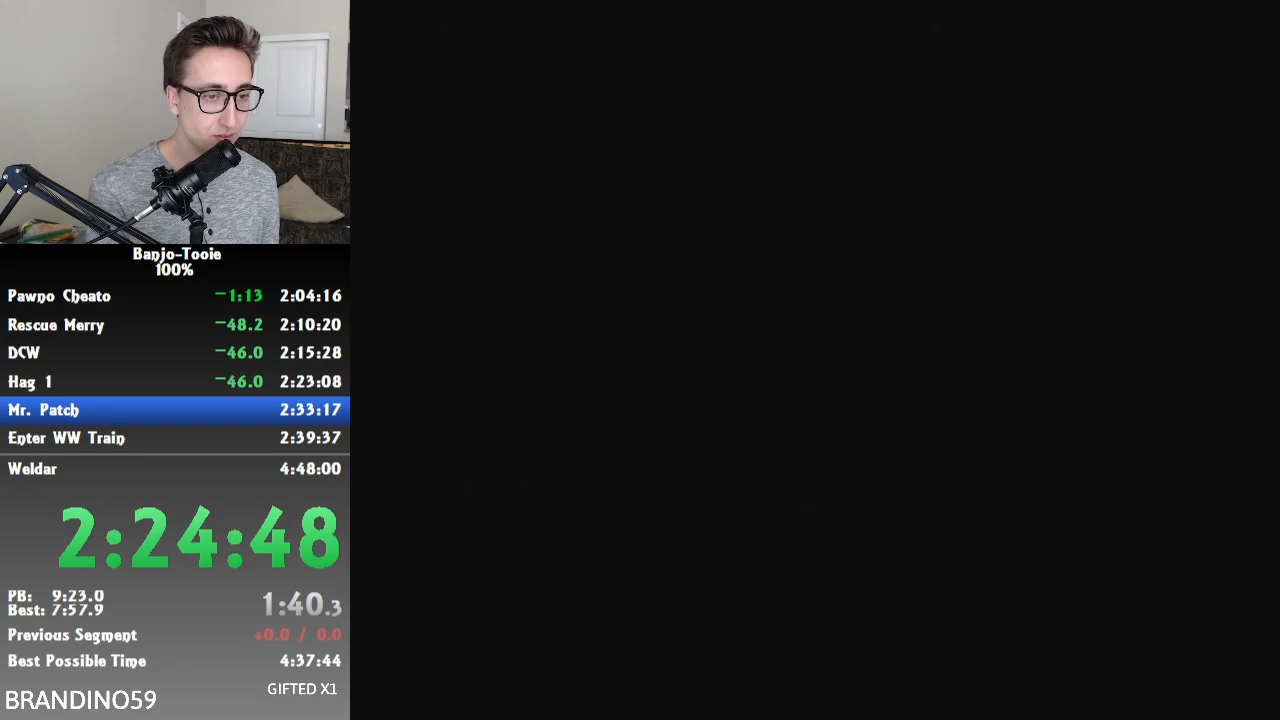 Banjo-Tooie
100%
Pawno Cheato −1:13 2:04:16
Rescue Merry −48.2 2:10:20
DCW −46.0 2:15:28
Hag 1 −46.0 2:23:08
Mr. Patch 2:33:17
Enter WW Train 2:39:37
Weldar 4:48:00
2:24:48
PB: 9:23.0
Best: 7:57.9
1:40.3
Previous Segment +0.0 / 0.0
Best Possible Time 4:37:44
BRANDINO59 GIFTED X1